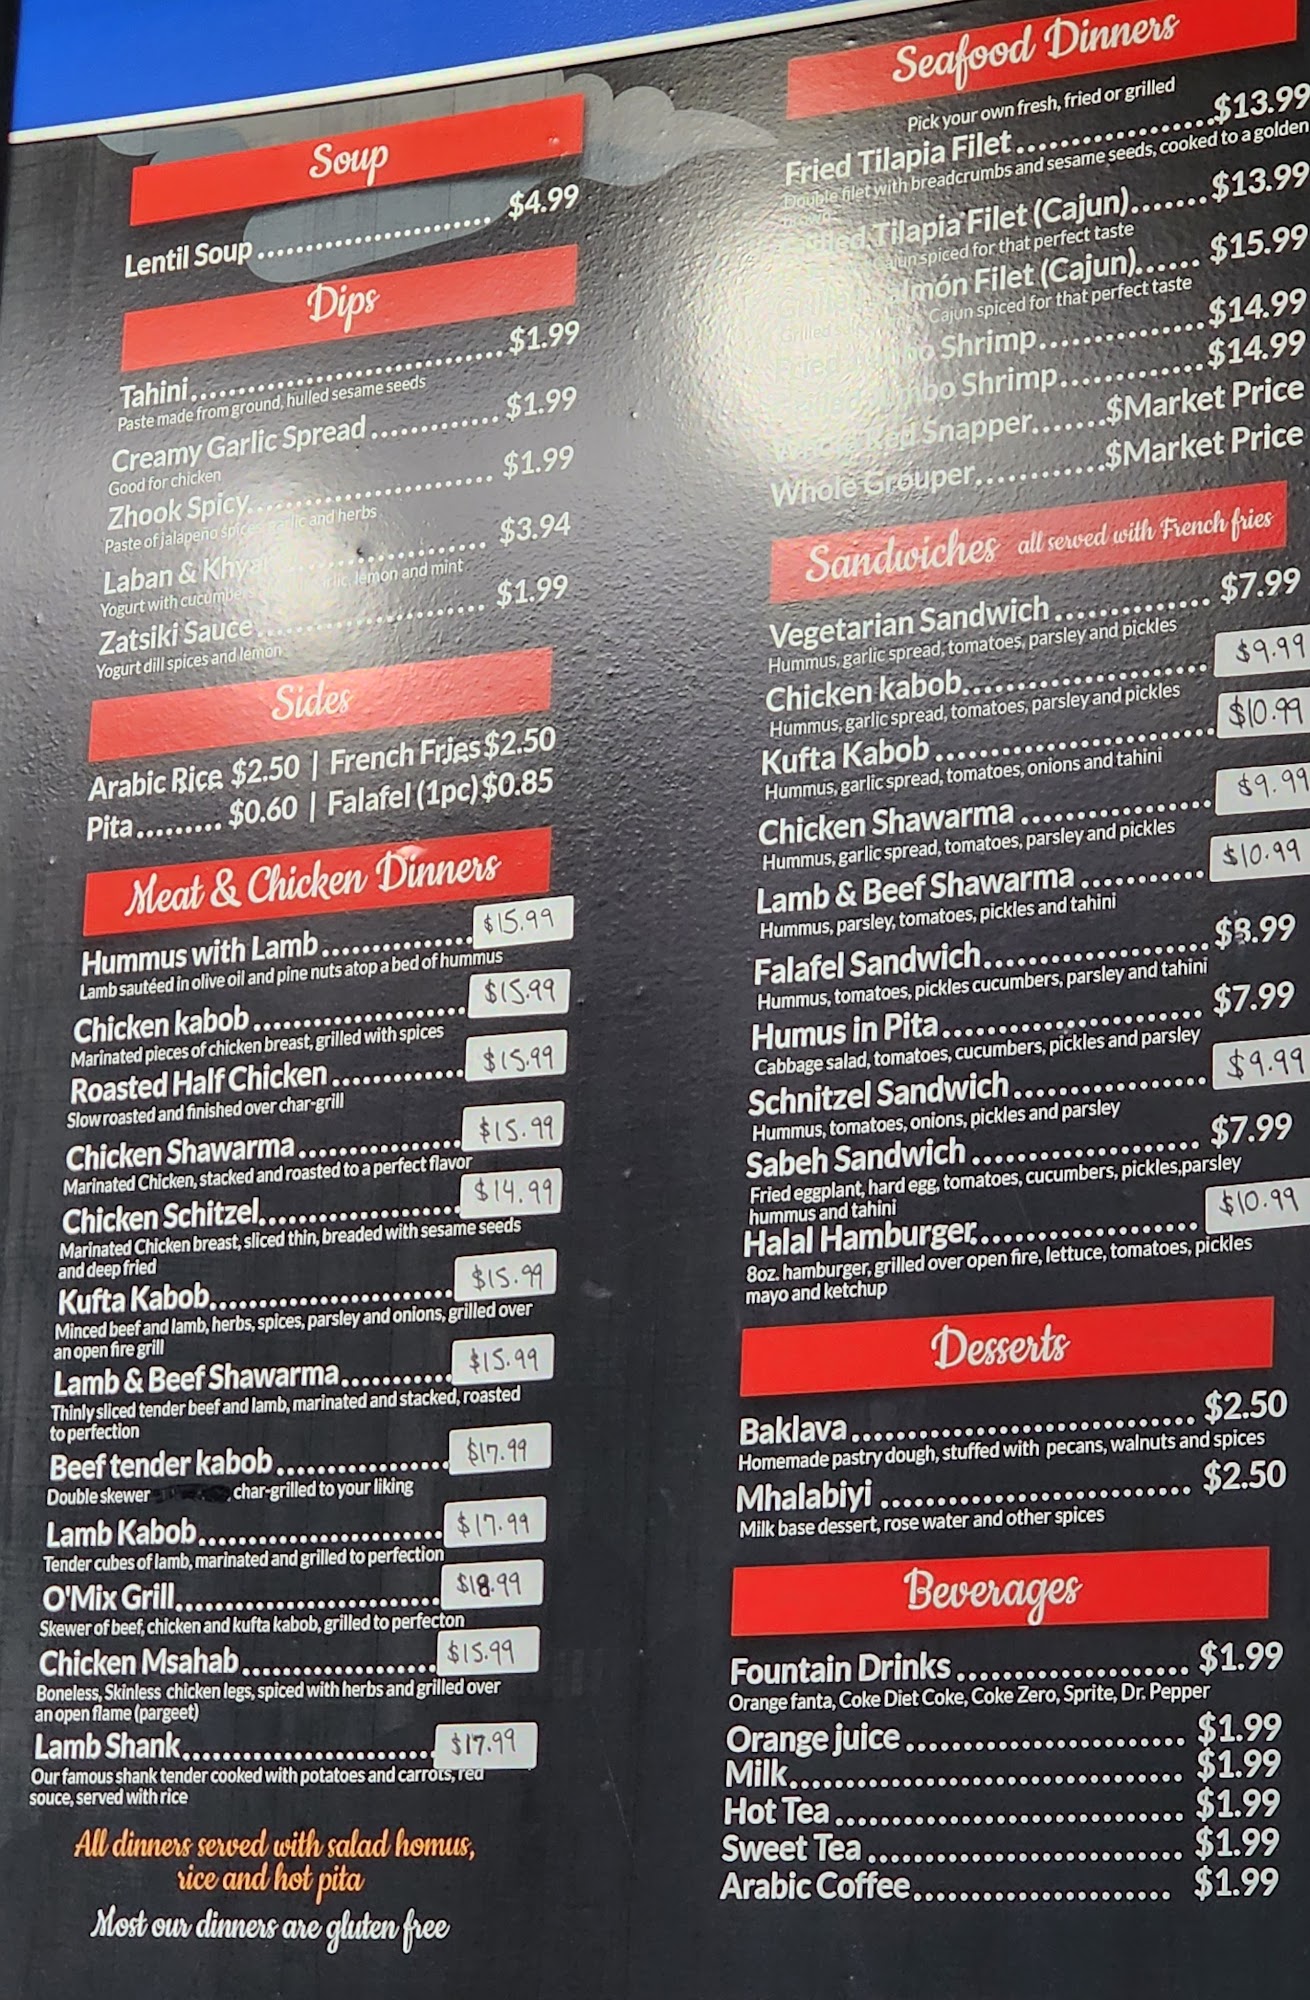 Soup
Lentil Soup.................... $4.99
Dips
Tahini.................... $1.99
Paste made from ground, hulled sesame seeds
Creamy Garlic Spread............. $1.99
Good for chicken
Zhook Spicy.................... $1.99
Paste of jalapeño spices garlic and herbs
Laban & Khyar.................... $3.94
Yogurt with cucumbers lemon and mint
Zatsiki Sauce.................... $1.99
Yogurt dill spices and lemon
Sides
Arabic Rice $2.50 | French Fries $2.50
Pita......... $0.60 | Falafel (1pc) $0.85
Meat & Chicken Dinners
Hummus with Lamb............... $15.99
Lamb sautéed in olive oil and pine nuts atop a bed of hummus
Chicken kabob.................... $15.99
Marinated pieces of chicken breast, grilled with spices
Roasted Half Chicken............. $15.99
Slow roasted and finished over char-grill
Chicken Shawarma................ $15.99
Marinated Chicken, stacked and roasted to a perfect flavor
Chicken Schitzel.................... $14.99
Marinated Chicken breast, sliced thin, breaded with sesame seeds
and deep fried
Kufta Kabob........................ $15.99
Minced beef and lamb, herbs, spices, parsley and onions, grilled over
an open fire grill
Lamb & Beef Shawarma........... $15.99
Thinly sliced tender beef and lamb, marinated and stacked, roasted
to perfection
Beef tender kabob................. $17.99
Double skewer , char-grilled to your liking
Lamb Kabob........................ $17.99
Tender cubes of lamb, marinated and grilled to perfection
O'Mix Grill.......................... $18.99
Skewer of beef, chicken and kufta kabob, grilled to perfecton
Chicken Msahab................... $15.99
Boneless, Skinless chicken legs, spiced with herbs and grilled over
an open flame (pargeet)
Lamb Shank........................ $17.99
Our famous shank tender cooked with potatoes and carrots, red
souce, served with rice
All dinners served with salad homus,
rice and hot pita
Most our dinners are gluten free
Seafood Dinners
Pick your own fresh, fried or grilled
Fried Tilapia Filet.................... $13.99
Double filet with breadcrumbs and sesame seeds, cooked to a golden
Tilapia Filet (Cajun)....... $13.99
Cajun spiced for that perfect taste
Filet (Cajun)...... $15.99
Grilled Cajun spiced for that perfect taste
Shrimp................ $14.99
Jumbo Shrimp.............. $14.99
Whole Red Snapper....... $Market Price
Whole Grouper............ $Market Price
Sandwiches all served with French fries
Vegetarian Sandwich............... $7.99
Hummus, garlic spread, tomatoes, parsley and pickles
Chicken kabob........................ $9.99
Hummus, garlic spread, tomatoes, parsley and pickles
Kufta Kabob.......................... $10.99
Hummus, garlic spread, tomatoes, onions and tahini
Chicken Shawarma................. $9.99
Hummus, garlic spread, tomatoes, parsley and pickles
Lamb & Beef Shawarma........... $10.99
Hummus, parsley, tomatoes, pickles and tahini
Falafel Sandwich.................... $8.99
Hummus, tomatoes, pickles cucumbers, parsley and tahini
Humus in Pita........................ $7.99
Cabbage salad, tomatoes, cucumbers, pickles and parsley
Schnitzel Sandwich.................. $9.99
Hummus, tomatoes, onions, pickles and parsley
Sabeh Sandwich..................... $7.99
Fried eggplant, hard egg, tomatoes, cucumbers, pickles,parsley
hummus and tahini
Halal Hamburger..................... $10.99
8oz. hamburger, grilled over open fire, lettuce, tomatoes, pickles
mayo and ketchup
Desserts
Baklava................................ $2.50
Homemade pastry dough, stuffed with pecans, walnuts and spices
Mhalabiyi............................. $2.50
Milk base dessert, rose water and other spices
Beverages
Fountain Drinks..................... $1.99
Orange fanta, Coke Diet Coke, Coke Zero, Sprite, Dr. Pepper
Orange juice......................... $1.99
Milk.................................... $1.99
Hot Tea................................ $1.99
Sweet Tea............................. $1.99
Arabic Coffee........................ $1.99